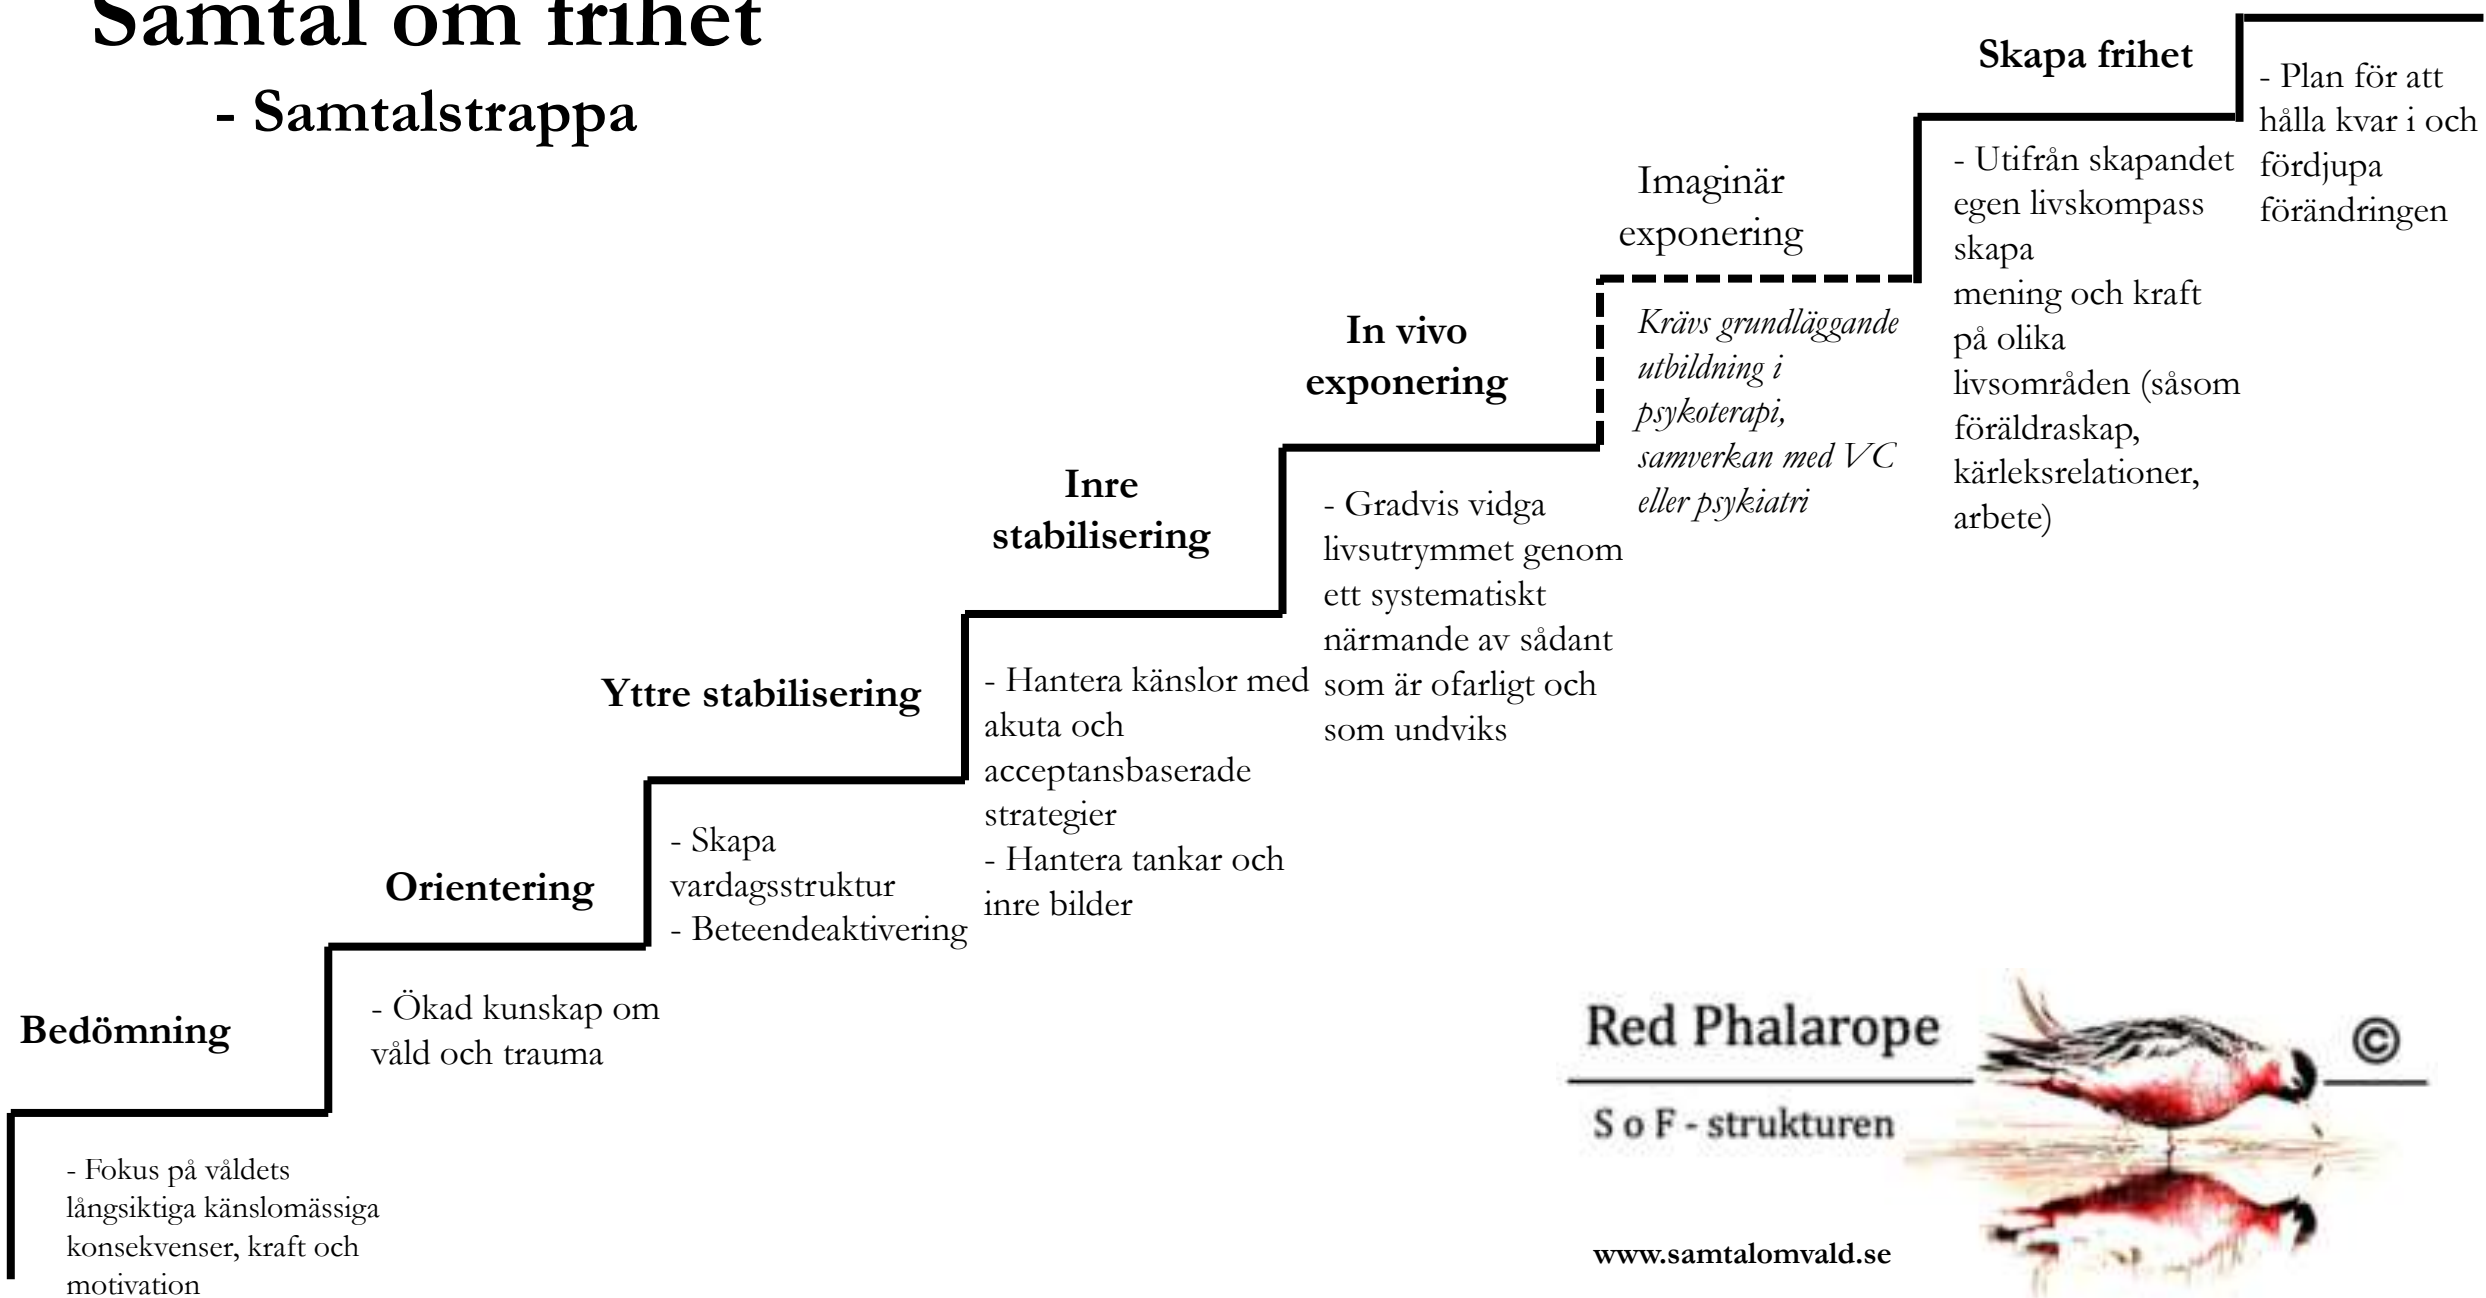 Samtal om frihet
- Samtalstrappa
Bedömning
- Fokus på våldets
långsiktiga känslomässiga
konsekvenser, kraft och
motivation
Orientering
- Ökad kunskap om
våld och trauma
Yttre stabilisering
- Skapa
vardagsstruktur
- Beteendeaktivering
Inre
stabilisering
- Hantera känslor med
akuta och
acceptansbaserade
strategier
- Hantera tankar och
inre bilder
In vivo
exponering
- Gradvis vidga
livsutrymmet genom
ett systematiskt
närmande av sådant
som är ofarligt och
som undviks
Imaginär
exponering
Krävs grundläggande
utbildning i
psykoterapi,
samverkan med VC
eller psykiatri
Skapa frihet
- Utifrån skapandet
egen livskompass
skapa
mening och kraft
på olika
livsområden (såsom
föräldraskap,
kärleksrelationer,
arbete)
- Plan för att
hålla kvar i och
fördjupa
förändringen
Red Phalarope ©
S o F - strukturen
www.samtalomvald.se